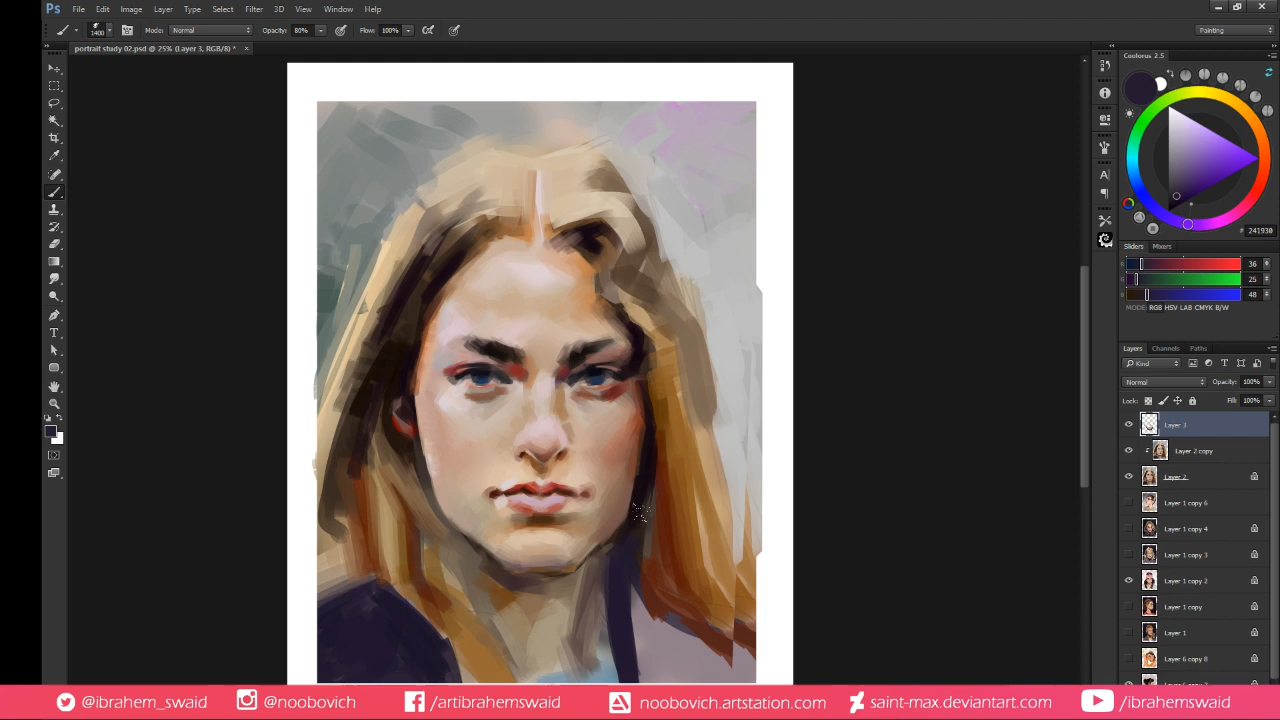 Ps File Edit Image Layer Type Select Filter 3D View Window Help
1400 Mode: Normal Opacity: 80% Flow: 100% Painting
portrait study 02.psd @ 25% (Layer 3, RGB/8) * ×
Coolorus 2.5
# 241930
Sliders Mixers
36
25
48
MODE: RGB HSV LAB CMYK B/W
Layers Channels Paths
Kind
Normal Opacity: 100%
Lock: Fill: 100%
Layer 3
Layer 2 copy
Layer 2
Layer 1 copy 6
Layer 1 copy 4
Layer 1 copy 3
Layer 1 copy 2
Layer 1 copy
Layer 1
Layer 6 copy 8
@ibrahem_swaid @noobovich /artibrahemswaid noobovich.artstation.com saint-max.deviantart.com /ibrahemswaid